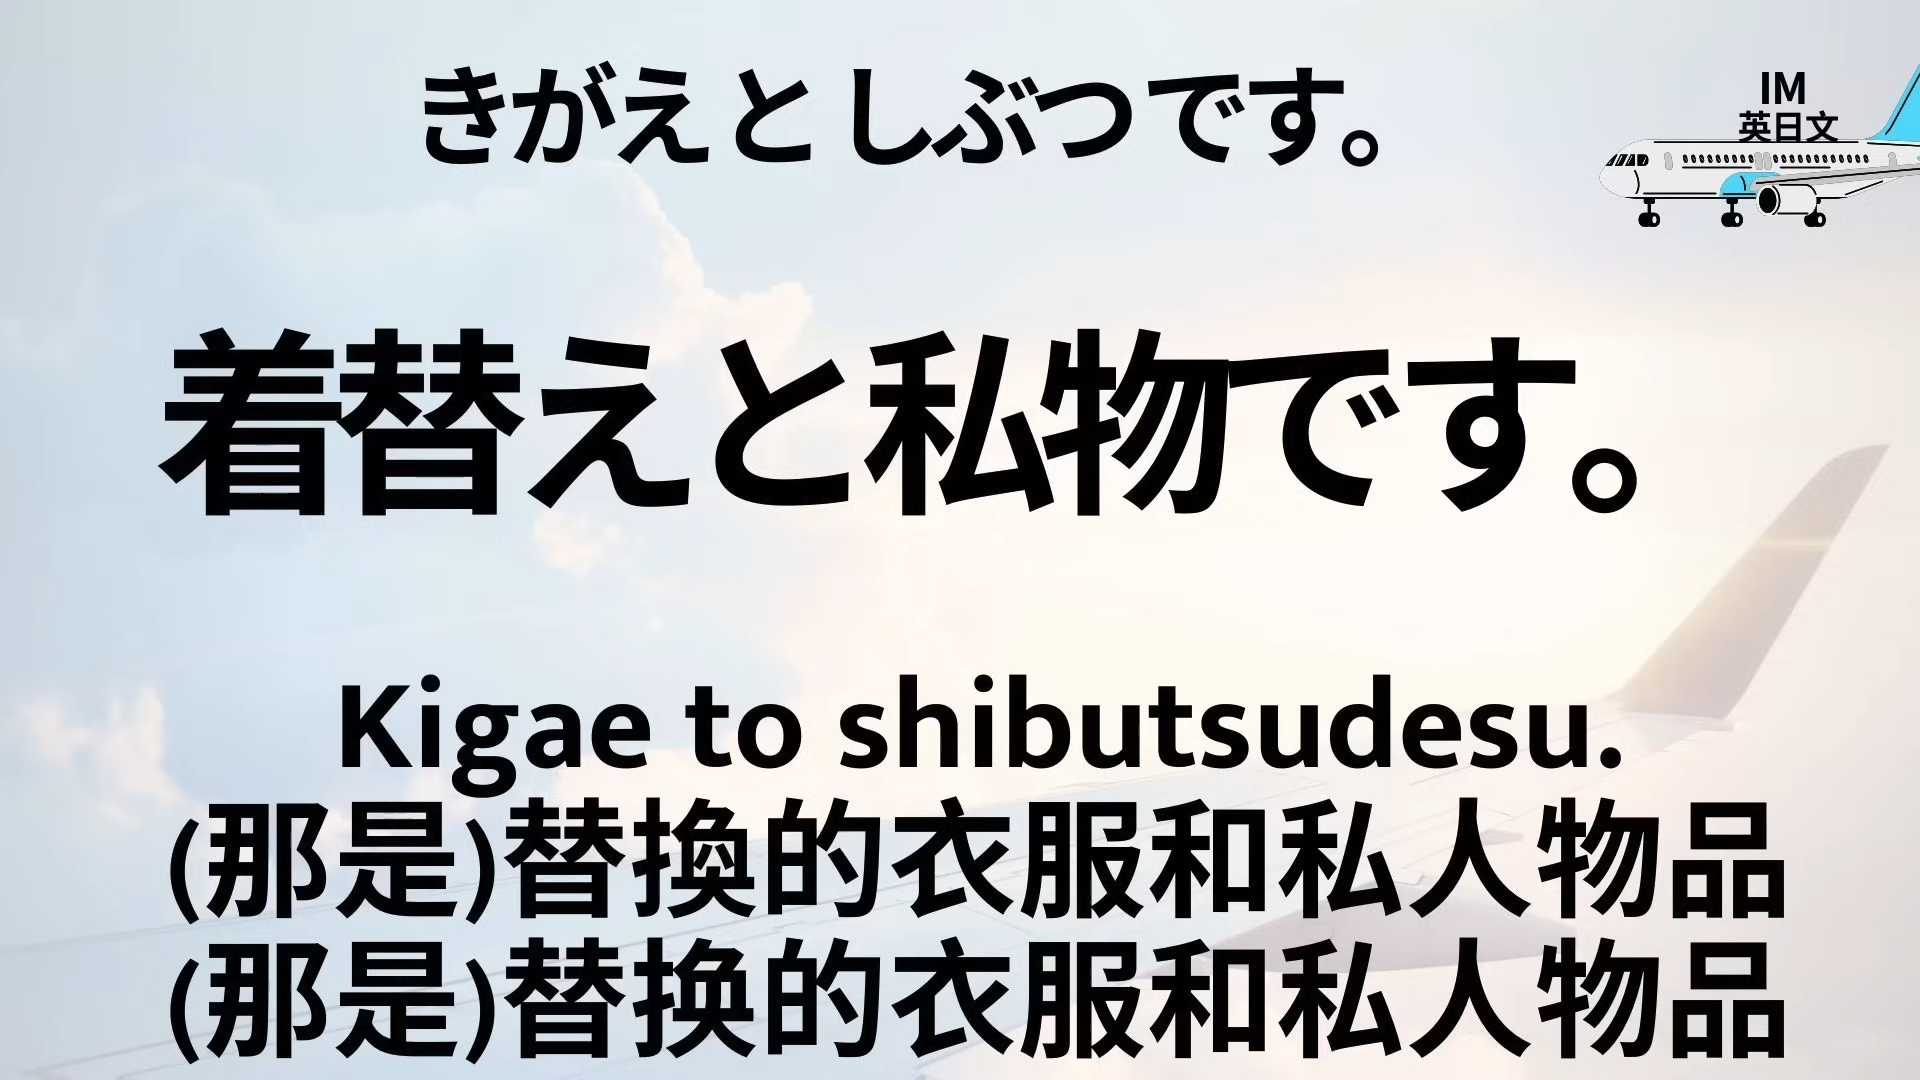 きがえと しぶつです。
IM
英日文
着替えと私物です。
Kigae to shibutsudesu.
(那是)替換的衣服和私人物品
(那是)替换的衣服和私人物品